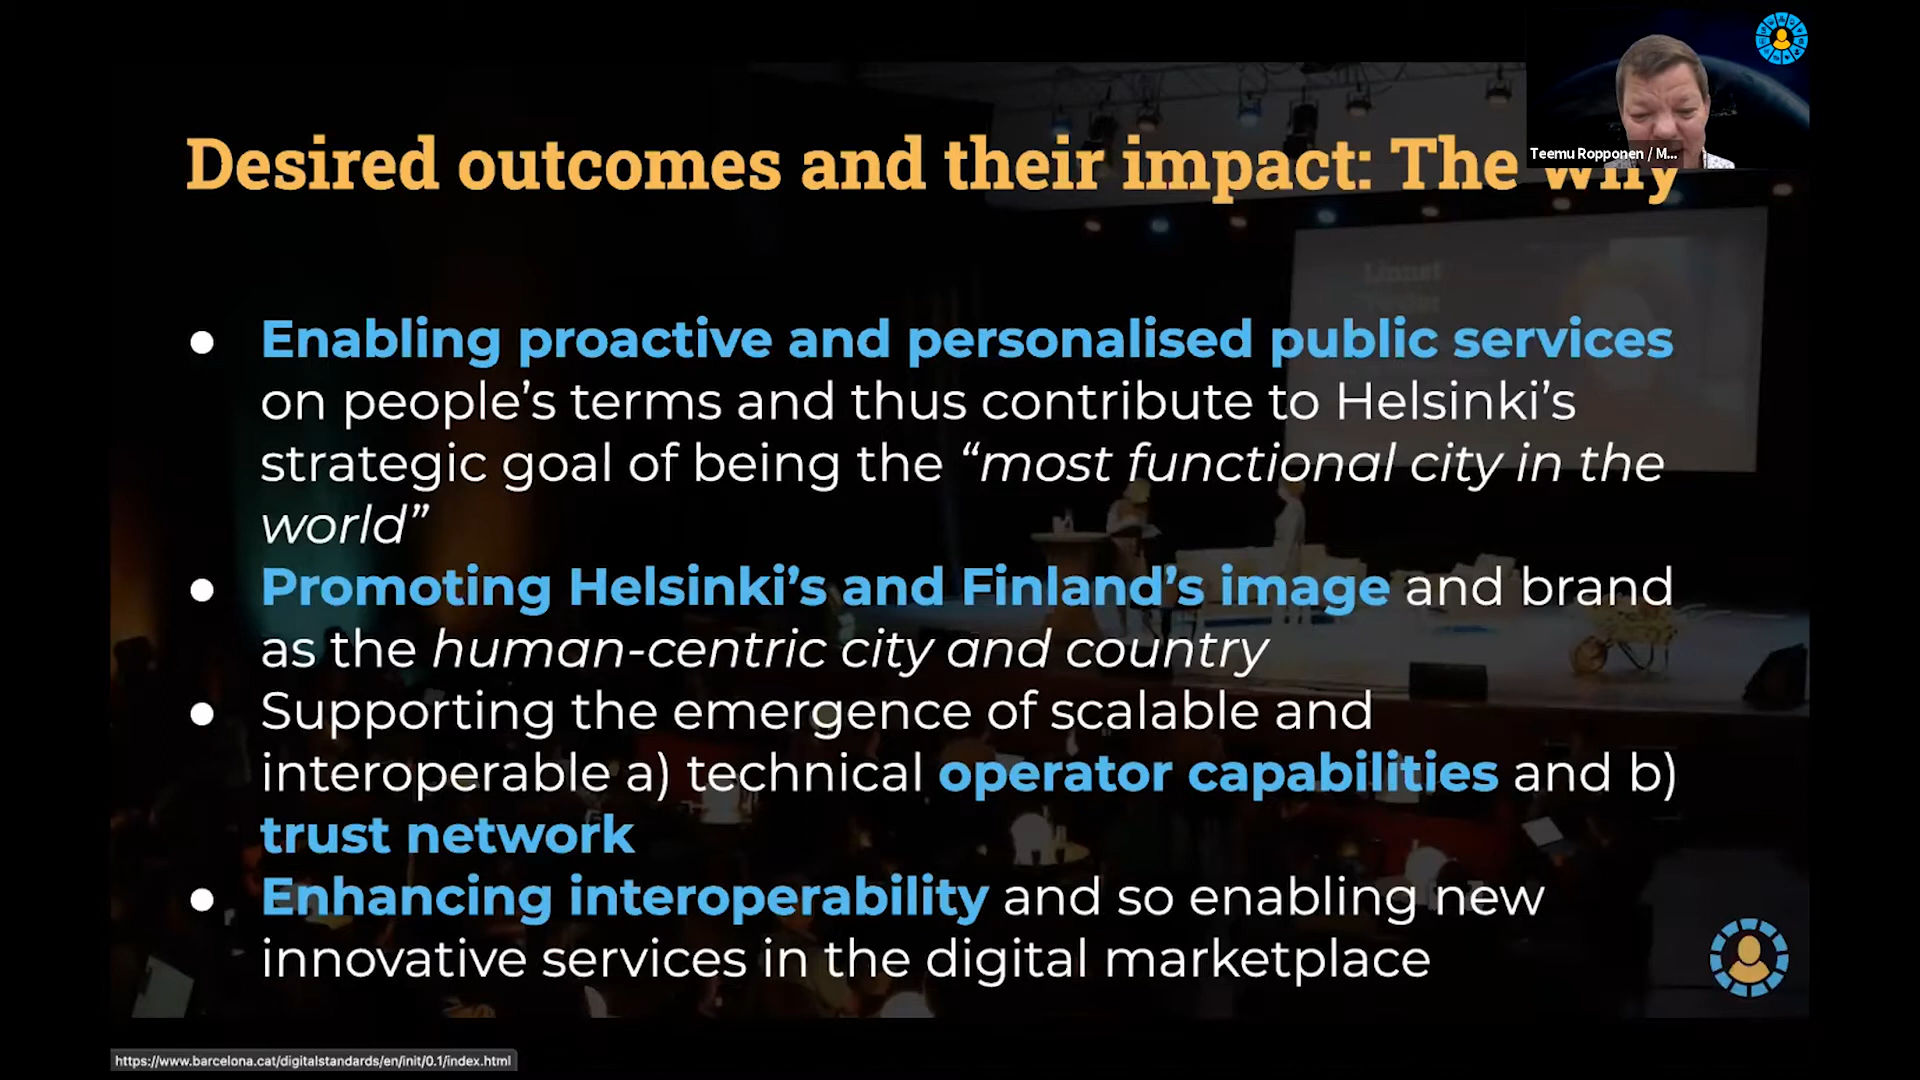 Desired outcomes and their impact: The why
Teemu Ropponen / M...
● Enabling proactive and personalised public services
on people’s terms and thus contribute to Helsinki’s
strategic goal of being the “most functional city in the
world”
● Promoting Helsinki’s and Finland’s image and brand
as the human-centric city and country
● Supporting the emergence of scalable and
interoperable a) technical operator capabilities and b)
trust network
● Enhancing interoperability and so enabling new
innovative services in the digital marketplace
https://www.barcelona.cat/digitalstandards/en/init/0.1/index.html